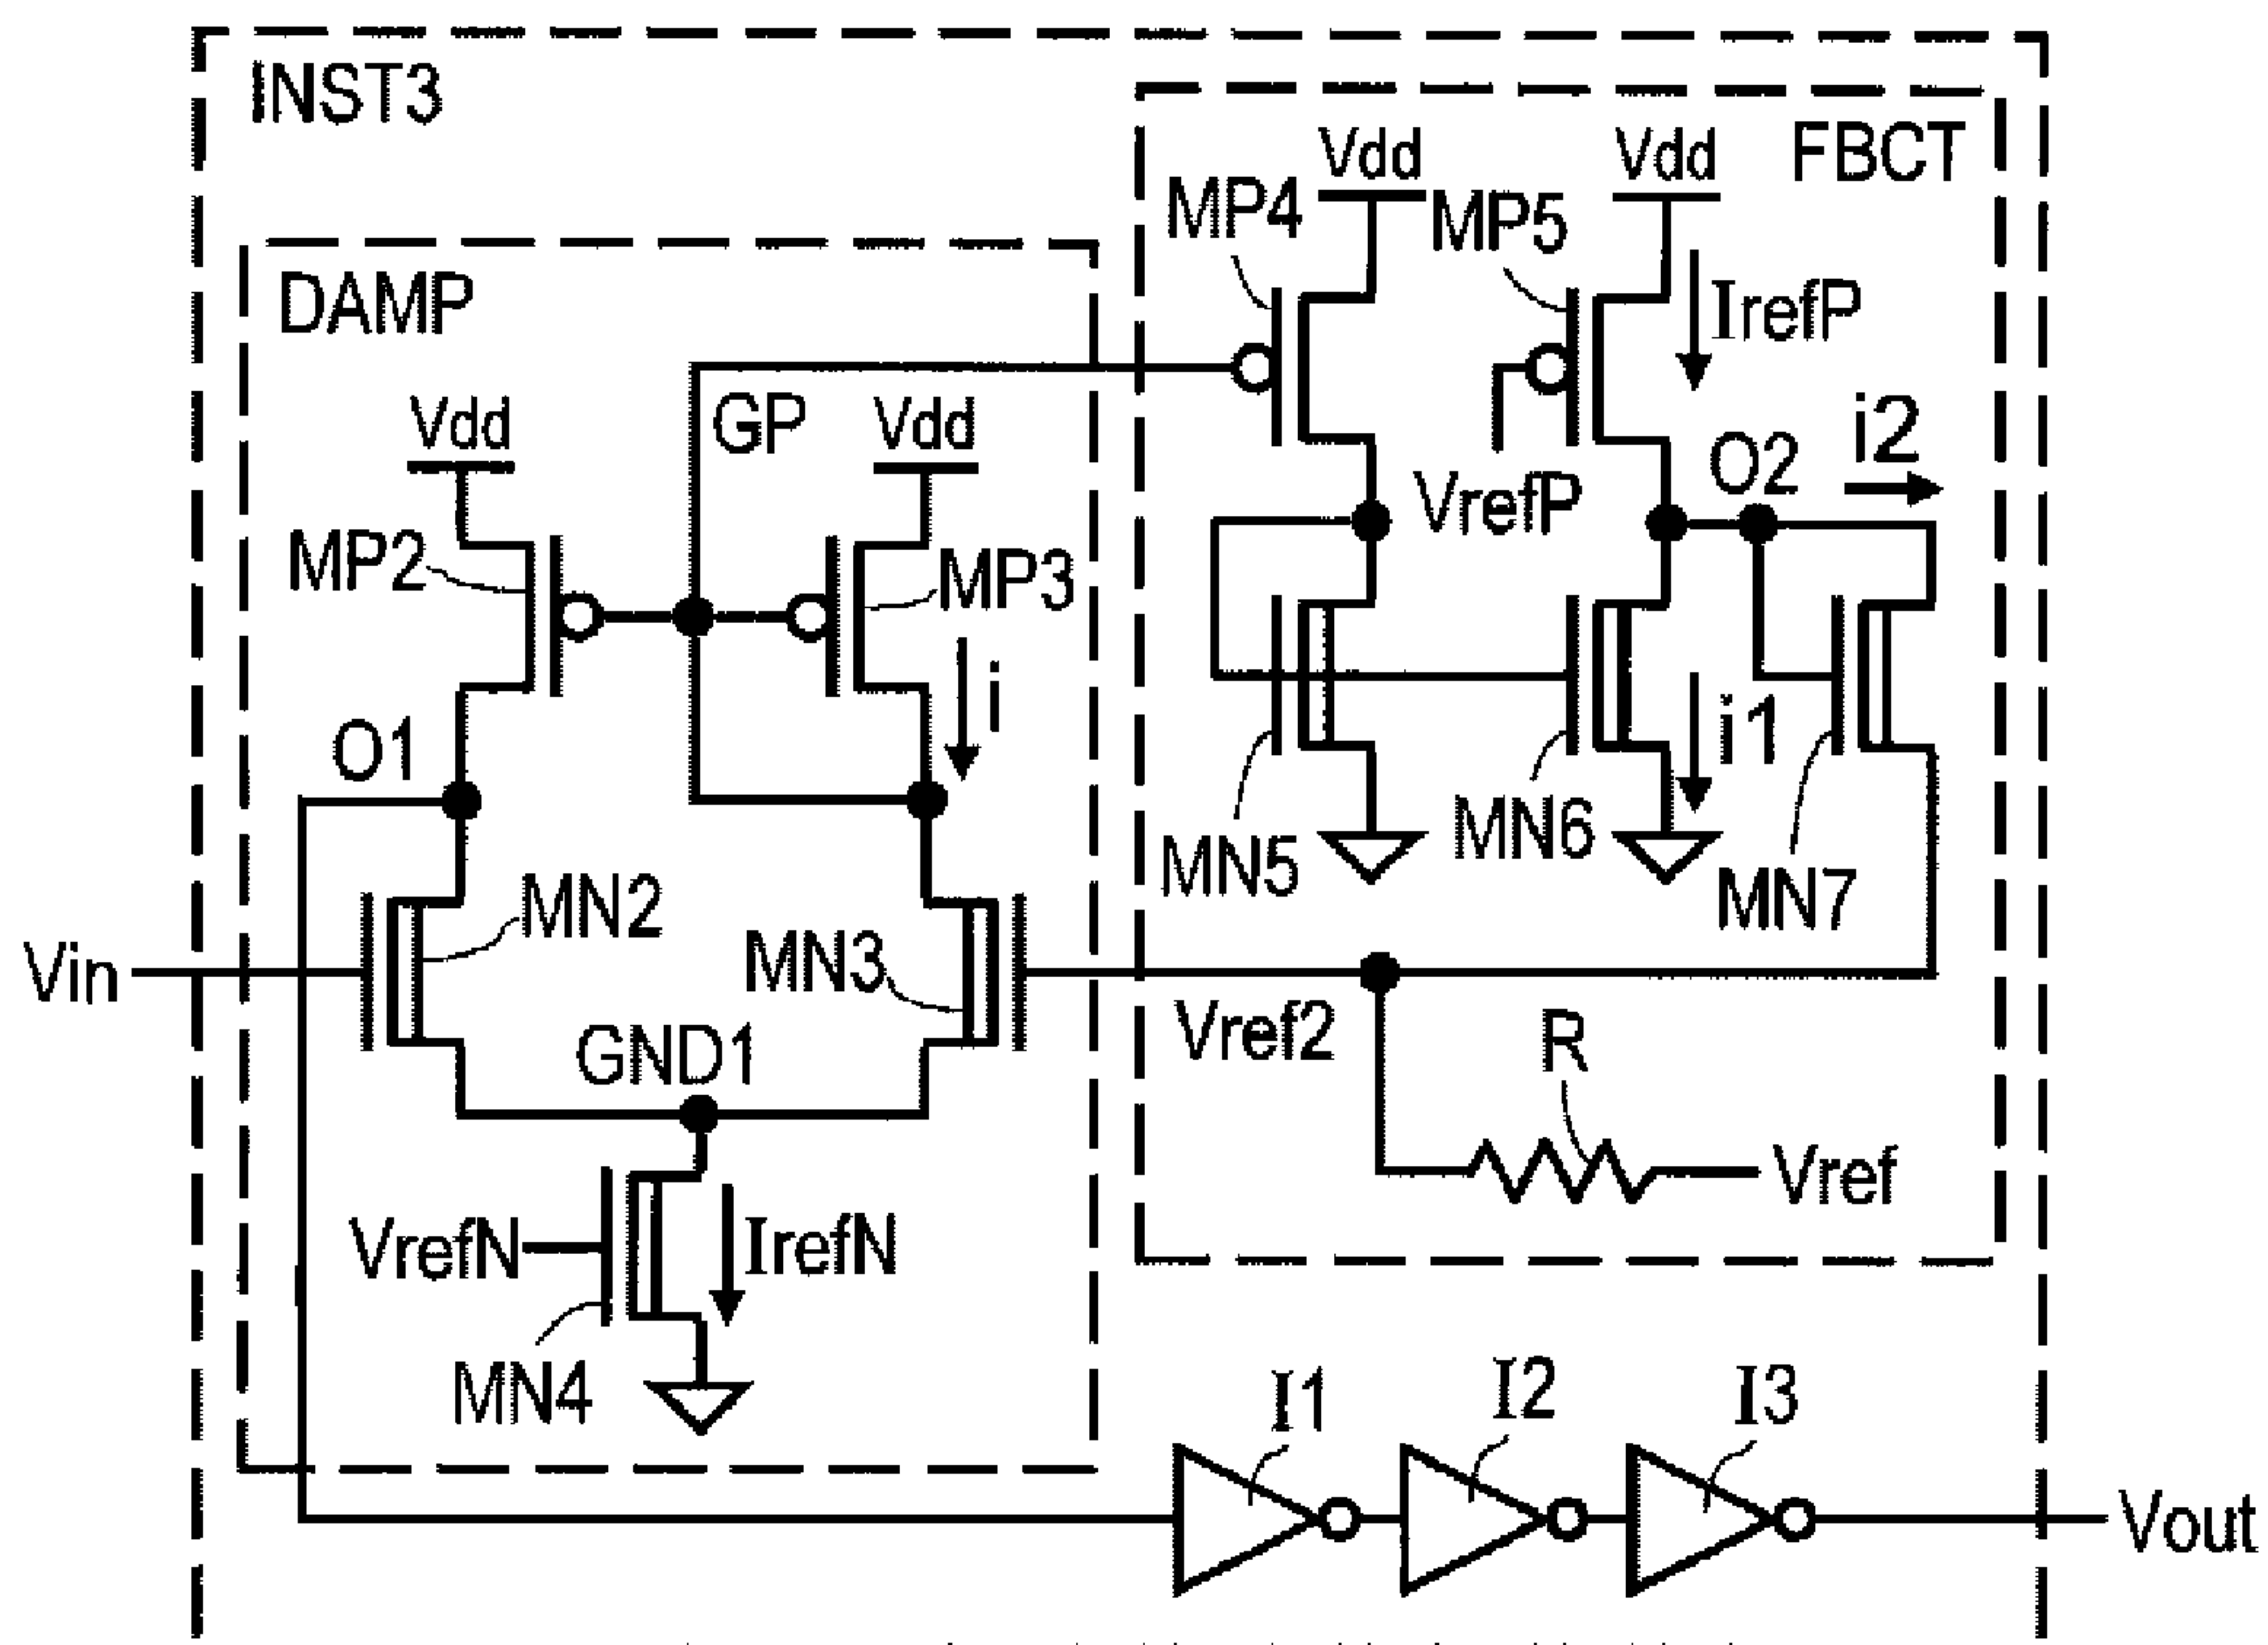 INST3
FBCT
Vdd
Vdd
MP4
MP5
IrefP
DAMP
GP
i2
Vdd
Vdd
O2
VrefP
MP2
MP3
i
i1
O1
MN6
MN5
MN7
MN2
MN3
Vin
Vref2
R
GND1
Vref
VrefN
IrefN
MN4
I1
I2
I3
Vout